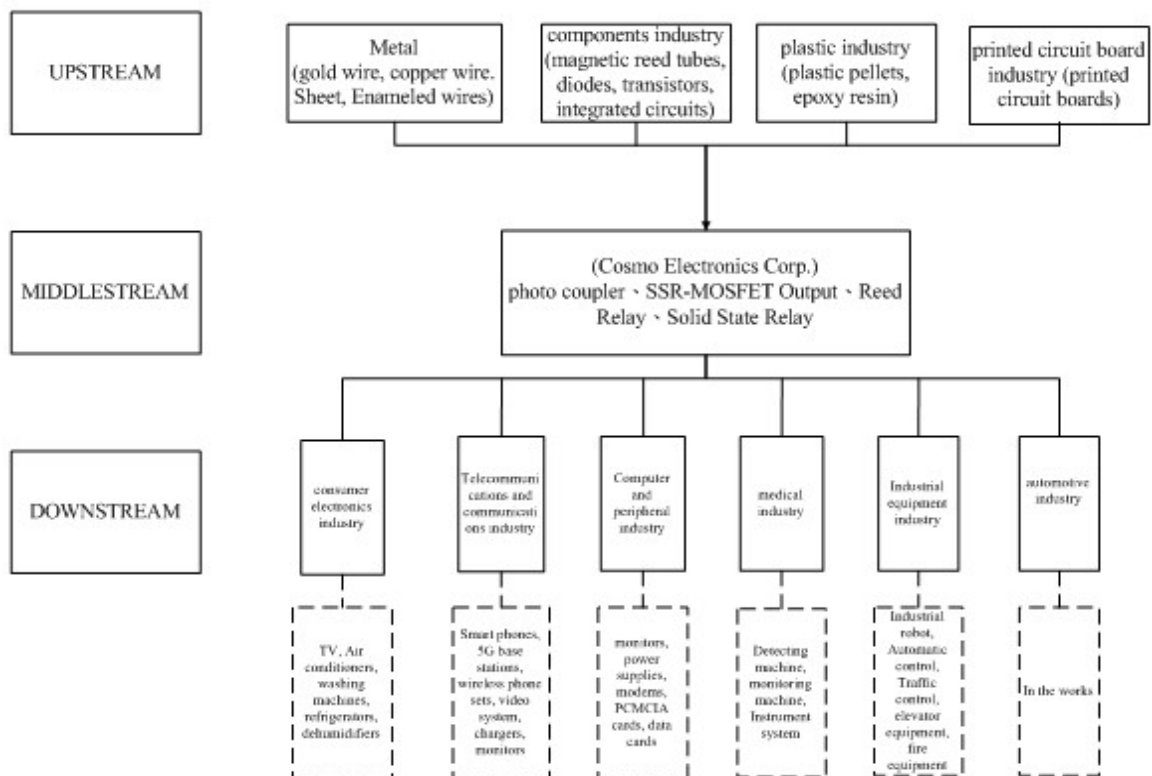 UPSTREAM
Metal
(gold wire, copper wire.
Sheet, Enameled wires)
components industry
(magnetic reed tubes,
diodes, transistors,
integrated circuits)
plastic industry
(plastic pellets,
epoxy resin)
printed circuit board
industry (printed
circuit boards)
MIDDLESTREAM
(Cosmo Electronics Corp.)
photo coupler、SSR-MOSFET Output、Reed
Relay、Solid State Relay
DOWNSTREAM
consumer
electronics
industry
Telecommuni
cations and
communicati
ons industry
Computer
and
peripheral
industry
medical
industry
Industrial
equipment
industry
automotive
industry
TV, Air
conditioners,
washing
machines,
refrigerators,
dehumidifiers
Smart phones,
5G base
stations,
wireless phone
sets, video
system,
chargers,
monitors
monitors,
power
supplies,
modems,
PCMCIA
cards, data
cards
Detecting
machine,
monitoring
machine,
Instrument
system
Industrial
robot,
Automatic
control,
Traffic
control,
elevator
equipment,
fire
equipment
In the works